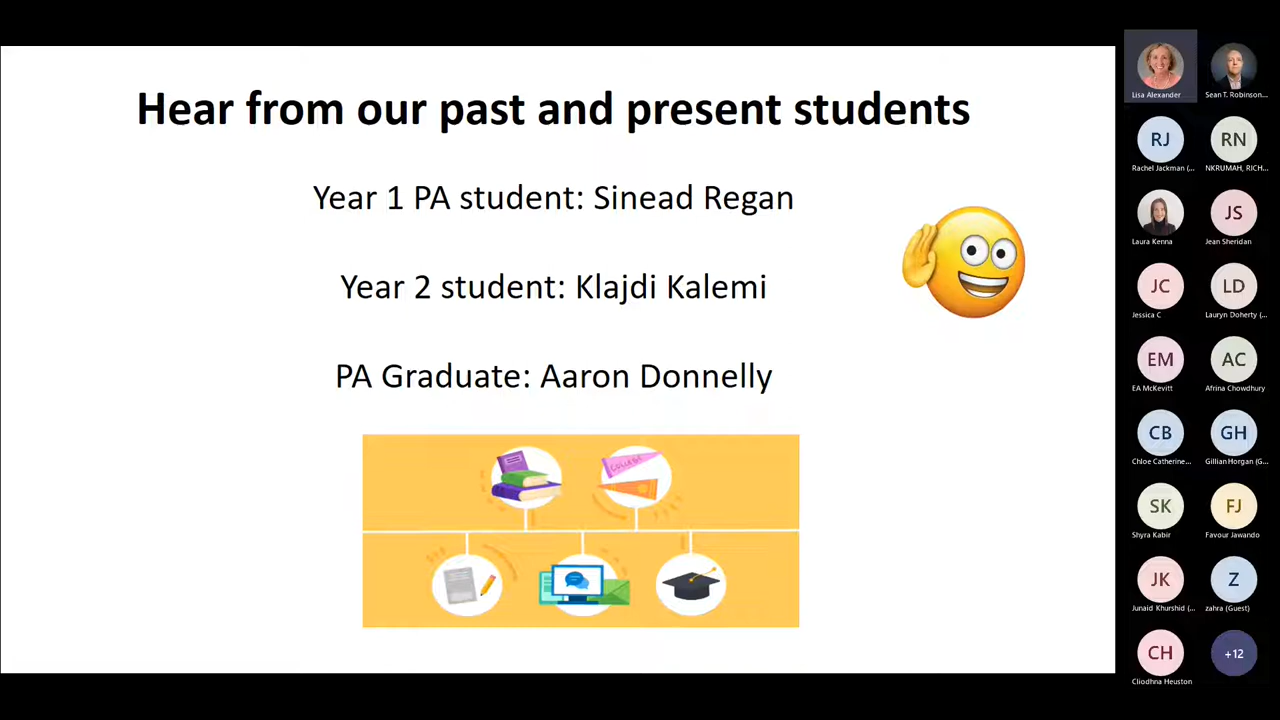 Hear from our past and present students
Year 1 PA student: Sinead Regan
Year 2 student: Klajdi Kalemi
PA Graduate: Aaron Donnelly
COLLEGE
Lisa Alexander
Sean T. Robinson...
RJ
RN
Rachel Jackman (...
NKRUMAH, RICH...
Laura Kenna
JS
Jean Sheridan
JC
LD
Jessica C
Lauryn Doherty (...
EM
AC
EA McKevitt
Afrina Chowdhury
CB
GH
Chloe Catherine...
Gillian Horgan (G...
SK
FJ
Shyra Kabir
Favour Jawando
JK
Z
Junaid Khurshid (...
zahra (Guest)
CH
+12
Cliodhna Heuston